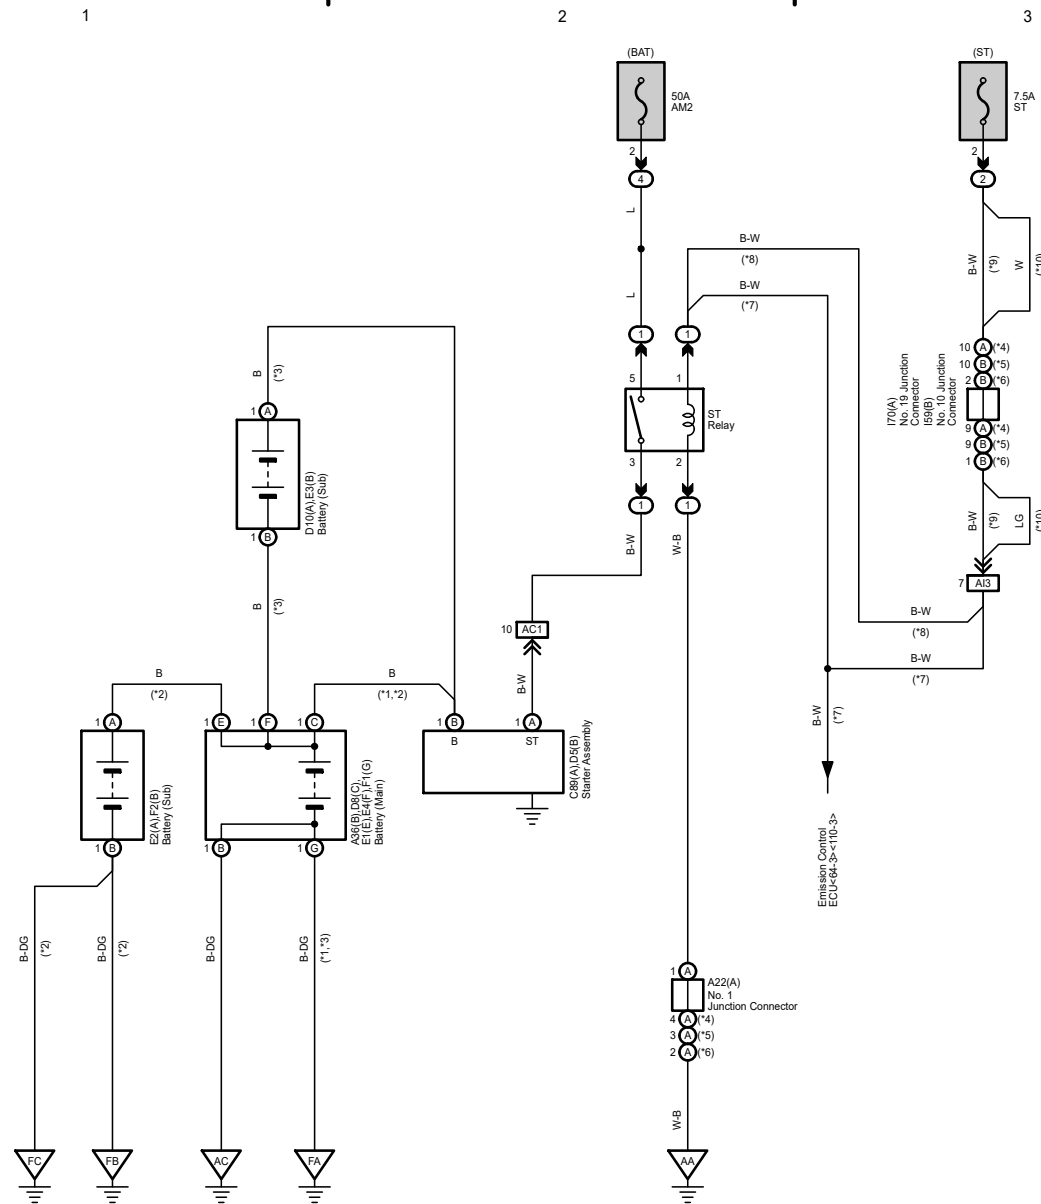 1
2
3
(BAT)
50A
AM2
2
4
L
L
1
5
(ST)
7.5A
ST
2
2
B-W
(*9)
W
(*10)
B-W
(*8)
B-W
(*7)
1
1
ST
Relay
3
2
1
1
B-W
W-B
10 A (*4)
10 B (*5)
2 B (*6)
I70(A)
No. 19 Junction
Connector
I59(B)
No. 10 Junction
Connector
9 A (*4)
9 B (*5)
1 B (*6)
B-W
(*9)
LG
(*10)
7 AI3
B-W
(*8)
B-W
(*7)
B-W
(*7)
Emission Control
ECU<64-3><110-3>
B
(*3)
1 A
D10(A),E3(B)
Battery (Sub)
1 B
B
(*3)
10 AC1
B-W
B
(*2)
B
(*1,*2)
1 A
1 E
1 F
1 C
1 B
1 A
B
ST
C89(A),D5(B)
Starter Assembly
E2(A),F2(B)
Battery (Sub)
A36(B),D8(C),
E1(E),E4(F),F1(G)
Battery (Main)
1 B
1 B
1 G
B-DG
(*2)
B-DG
(*2)
B-DG
B-DG
(*1,*3)
1 A
A22(A)
No. 1
Junction Connector
4 A (*4)
3 A (*5)
2 A (*6)
W-B
FC
FB
AC
FA
AA